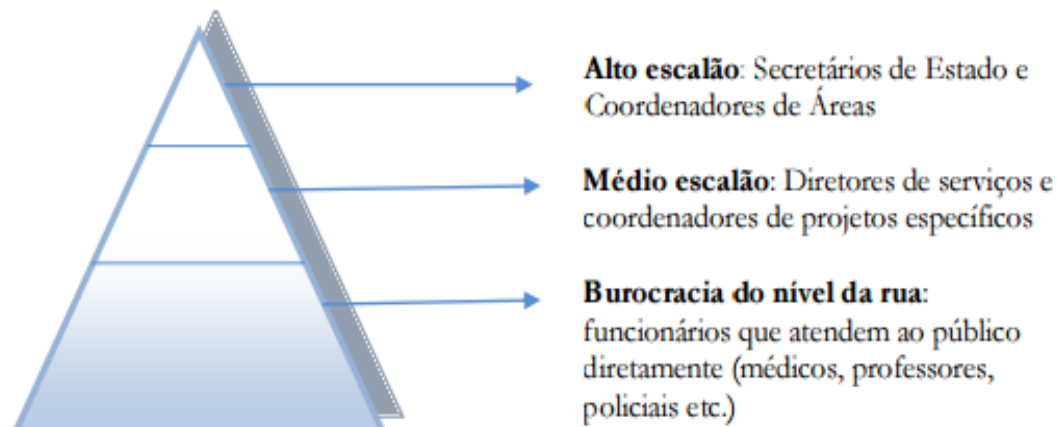 Alto escalão: Secretários de Estado e
Coordenadores de Áreas
Médio escalão: Diretores de serviços e
coordenadores de projetos específicos
Burocracia do nível da rua:
funcionários que atendem ao público
diretamente (médicos, professores,
policiais etc.)